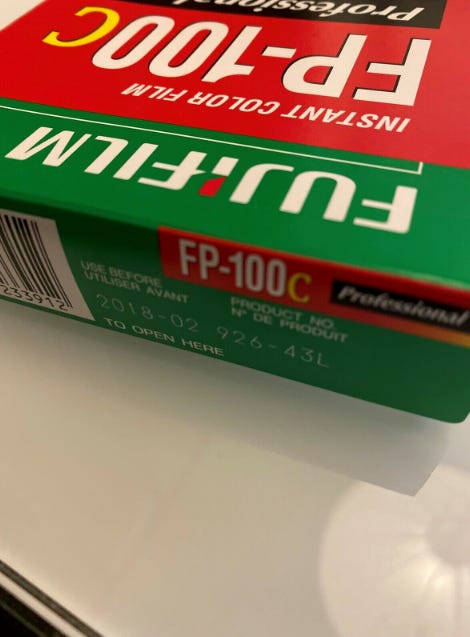 Professional
FP-100C
INSTANT COLOR FILM
FUJIFILM
FP-100C Professional
USE BEFORE
UTILISER AVANT
2018-02
PRODUCT NO.
N° DE PRODUIT
926-43L
TO OPEN HERE
233912